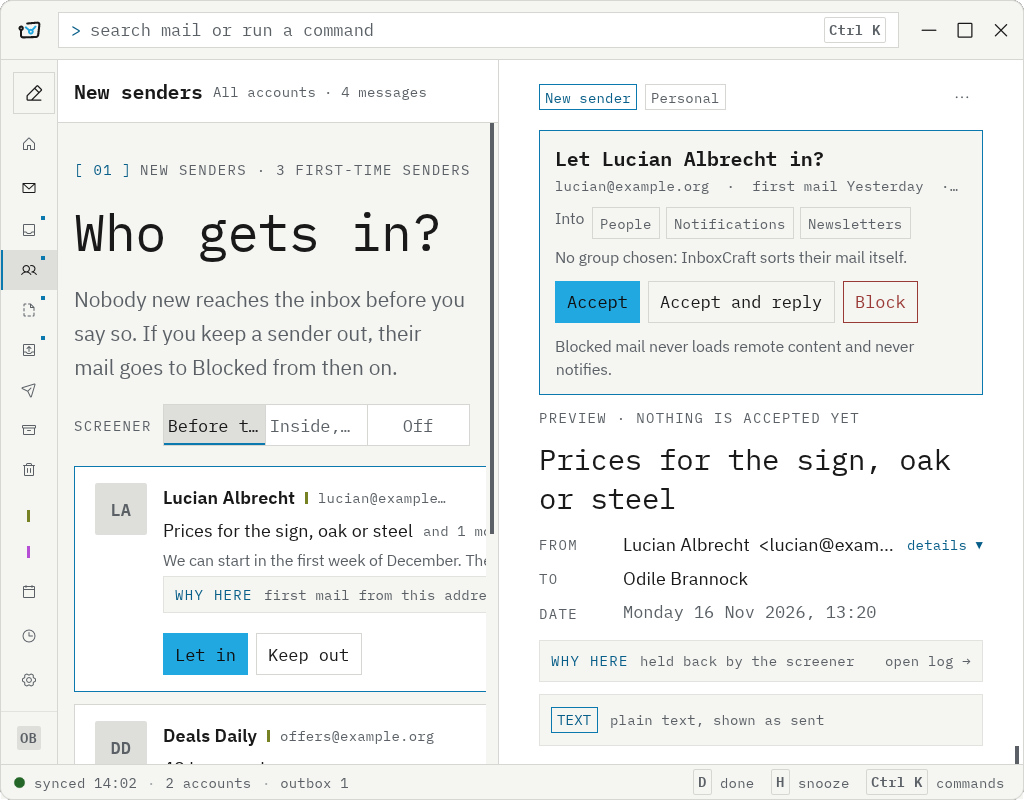 > search mail or run a command Ctrl K
New senders All accounts · 4 messages
[ 01 ] NEW SENDERS · 3 FIRST-TIME SENDERS
Who gets in?
Nobody new reaches the inbox before you
say so. If you keep a sender out, their
mail goes to Blocked from then on.
SCREENER Before t… Inside,… Off
LA
Lucian Albrecht lucian@example…
Prices for the sign, oak or steel and 1 mo
We can start in the first week of December. The
WHY HERE first mail from this addre
Let in Keep out
DD
Deals Daily offers@example.org
New sender Personal …
Let Lucian Albrecht in?
lucian@example.org · first mail Yesterday ·…
Into People Notifications Newsletters
No group chosen: InboxCraft sorts their mail itself.
Accept Accept and reply Block
Blocked mail never loads remote content and never
notifies.
PREVIEW · NOTHING IS ACCEPTED YET
Prices for the sign, oak
or steel
FROM Lucian Albrecht <lucian@exam… details ▾
TO Odile Brannock
DATE Monday 16 Nov 2026, 13:20
WHY HERE held back by the screener open log →
TEXT plain text, shown as sent
OB
synced 14:02 · 2 accounts · outbox 1
D done H snooze Ctrl K commands